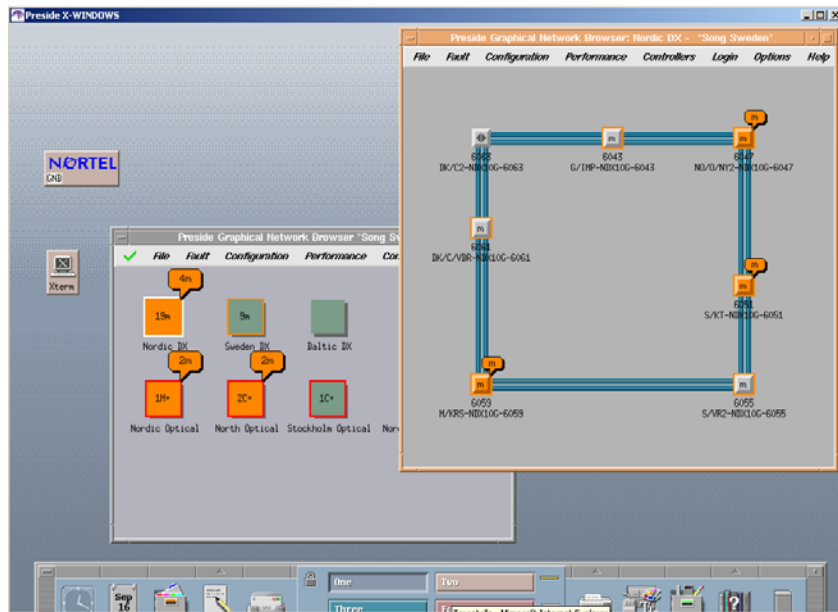 Preside X-WINDOWS
Preside Graphical Network Browser: Nordic DX - "Song Sweden"
File Fault Configuration Performance Controllers Login Options Help
m
6063
DK/C2-NDX10G-6063
m
6043
G/IMP-NDX10G-6043
m
6047
NO/O/NY2-NDX10G-6047
m
6061
DK/C/VBR-NDX10G-6061
m
m
6051
S/KT-NDX10G-6051
m
m
m
6059
M/KRS-NDX10G-6059
m
6055
S/VR2-NDX10G-6055
NORTEL
GNB
Xterm
Preside Graphical Network Browser "Song Sw
File Fault Configuration Performance Con
4m
19m
Nordic DX
9m
Sweden DX
Baltic DX
2m
1M+
Nordic Optical
2m
2C+
North Optical
1C+
Stockholm Optical
Nor
Sep
16
One
Two
Three